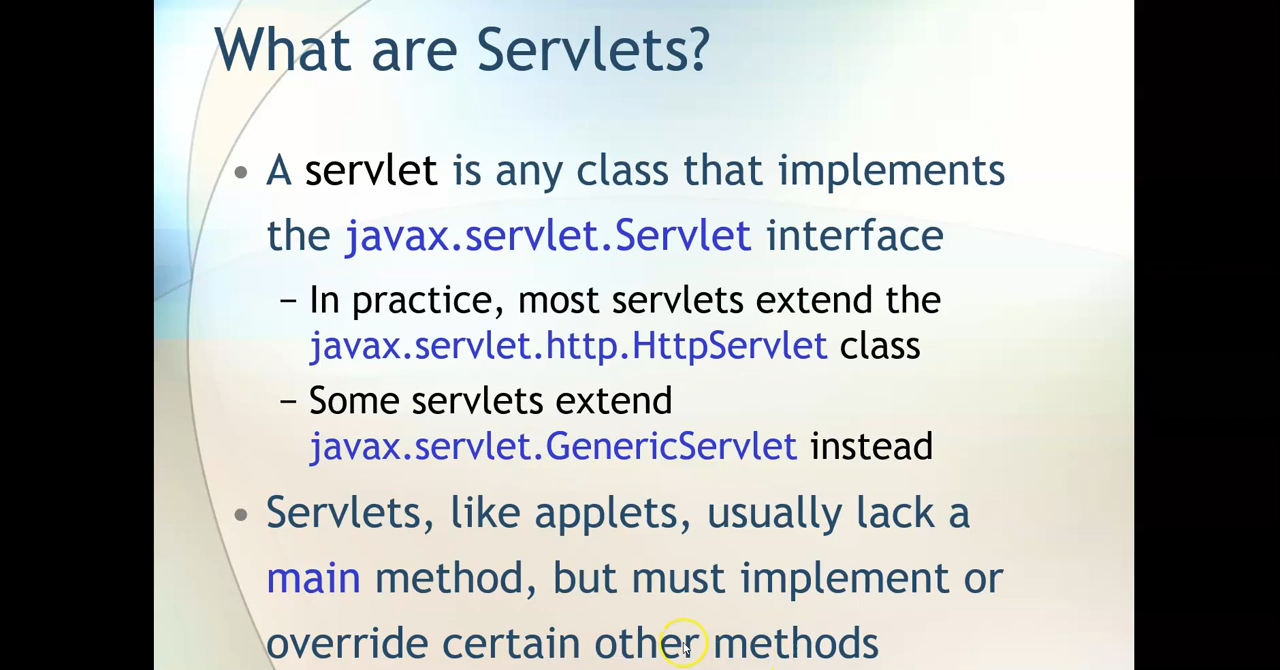 What are Servlets?
• A servlet is any class that implements
the javax.servlet.Servlet interface
– In practice, most servlets extend the
javax.servlet.http.HttpServlet class
– Some servlets extend
javax.servlet.GenericServlet instead
• Servlets, like applets, usually lack a
main method, but must implement or
override certain other methods